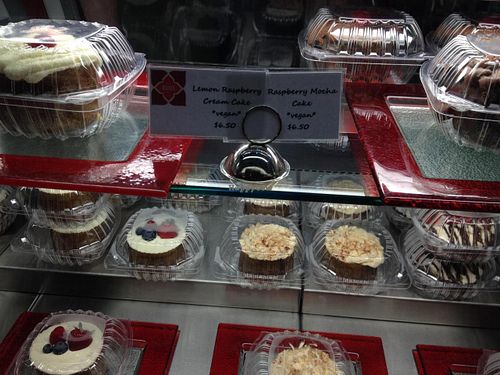 Lemon Raspberry
Cream Cake
*vegan*
$6.50
Raspberry Mocha
Cake
*vegan*
$6.50